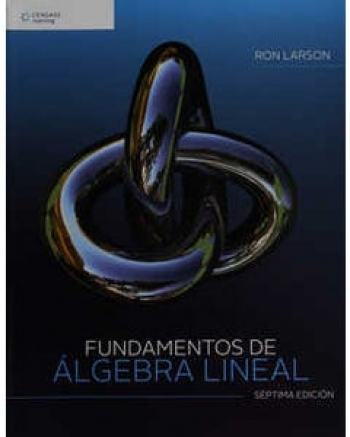 CENGAGE
Learning
RON LARSON
FUNDAMENTOS DE
ÁLGEBRA LINEAL
SÉPTIMA EDICIÓN